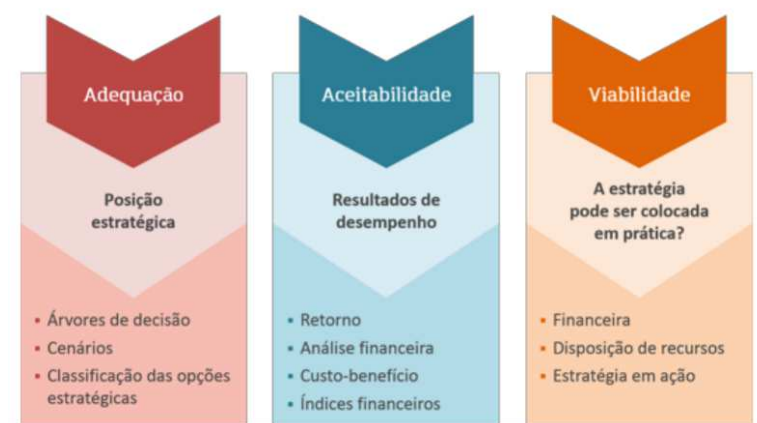 Adequação
Posição
estratégica
▪ Árvores de decisão
▪ Cenários
▪ Classificação das opções
estratégicas
Aceitabilidade
Resultados de
desempenho
▪ Retorno
▪ Análise financeira
▪ Custo-benefício
▪ Índices financeiros
Viabilidade
A estratégia
pode ser colocada
em prática?
▪ Financeira
▪ Disposição de recursos
▪ Estratégia em ação